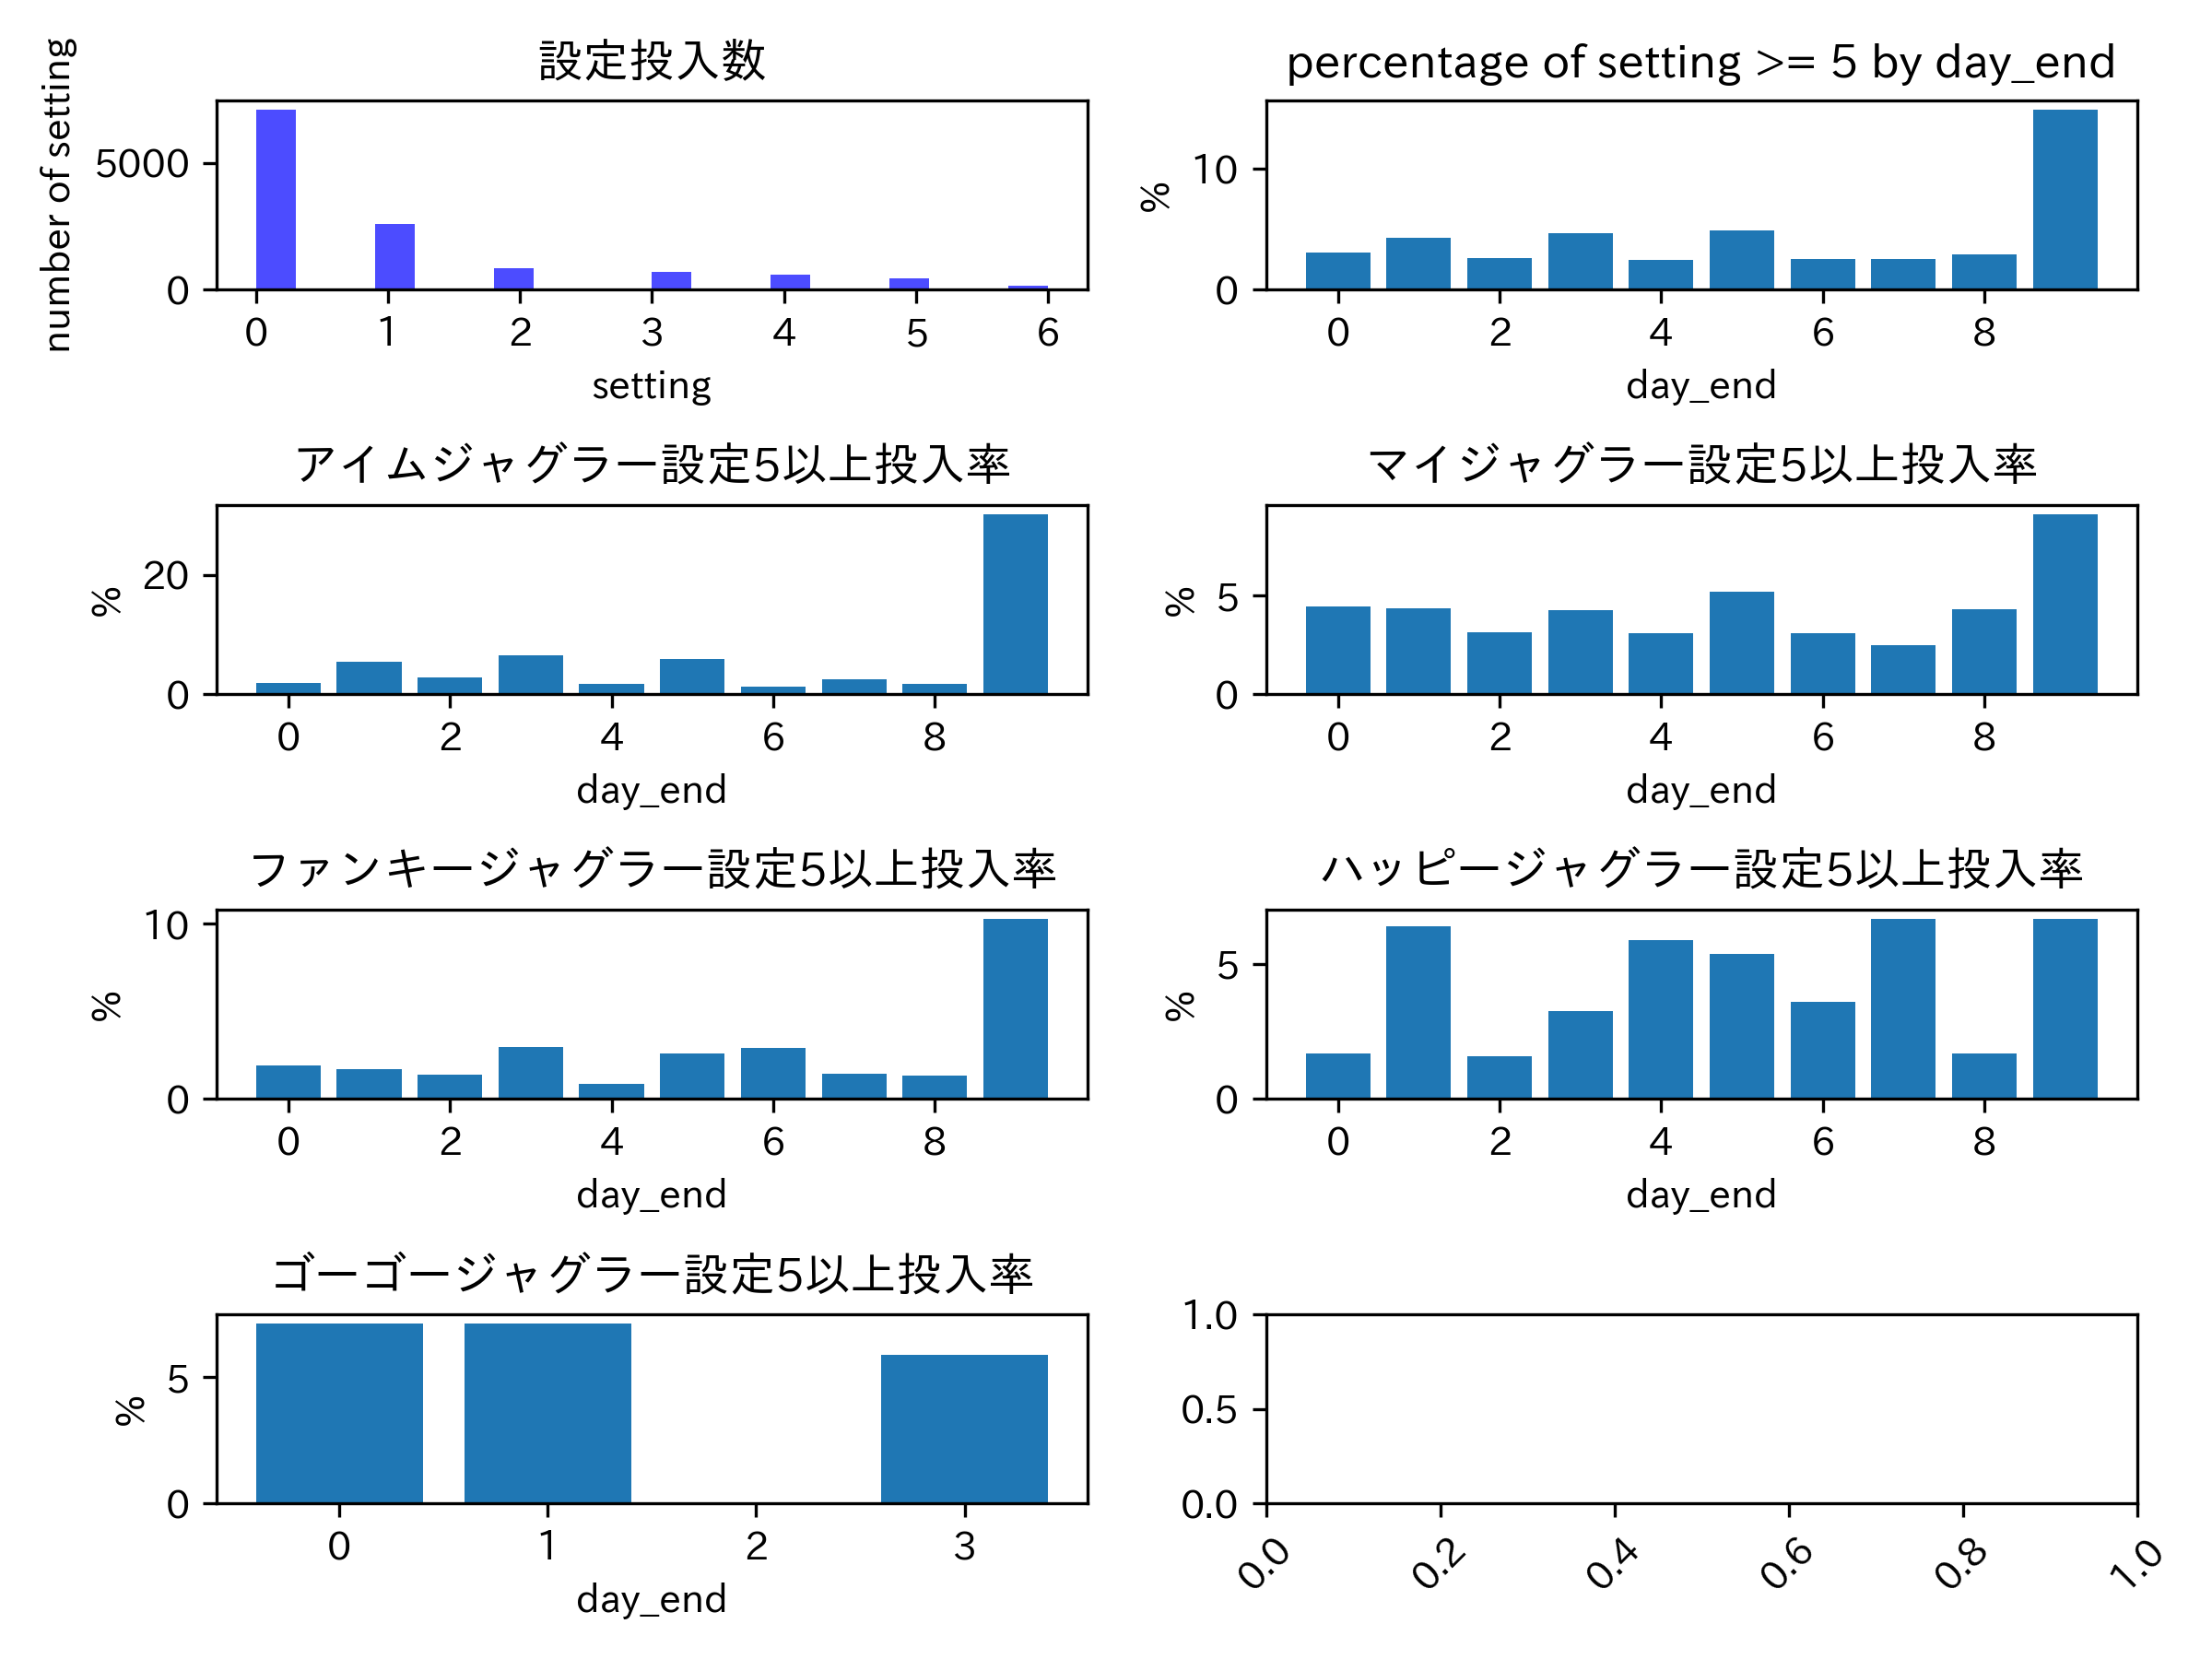 設定投入数
number of setting
5000
0
0 1 2 3 4 5 6
setting
percentage of setting >= 5 by day_end
%
10
0
0 2 4 6 8
day_end
アイムジャグラー設定5以上投入率
%
20
0
0 2 4 6 8
day_end
マイジャグラー設定5以上投入率
%
5
0
0 2 4 6 8
day_end
ファンキージャグラー設定5以上投入率
%
10
0
0 2 4 6 8
day_end
ハッピージャグラー設定5以上投入率
%
5
0
0 2 4 6 8
day_end
ゴーゴージャグラー設定5以上投入率
%
5
0
0 1 2 3
day_end
1.0
0.5
0.0
0.0 0.2 0.4 0.6 0.8 1.0